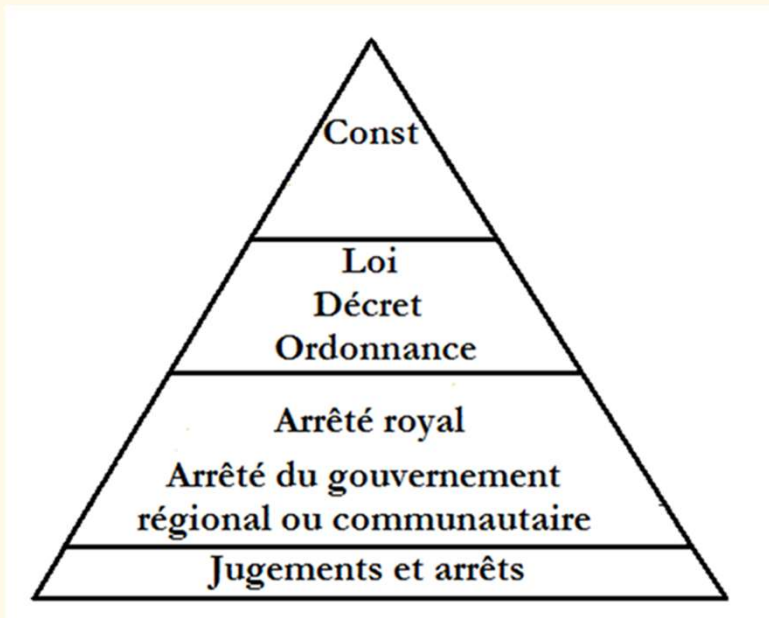 Const
Loi
Décret
Ordonnance
Arrêté royal
Arrêté du gouvernement
régional ou communautaire
Jugements et arrêts